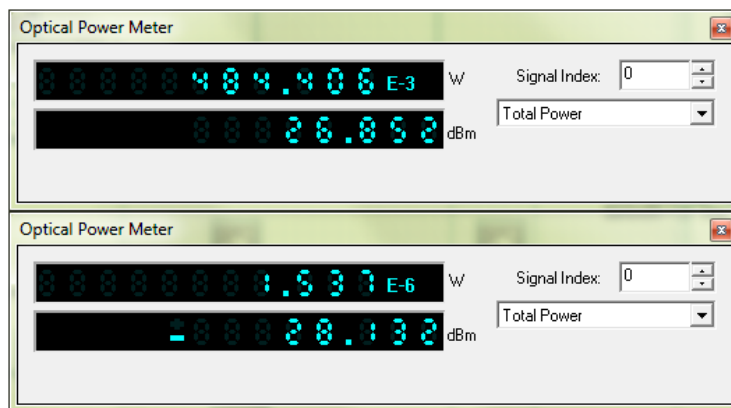 Optical Power Meter
484.406 E-3 W Signal Index: 0
26.852 dBm Total Power
Optical Power Meter
1.537 E-6 W Signal Index: 0
-28.132 dBm Total Power